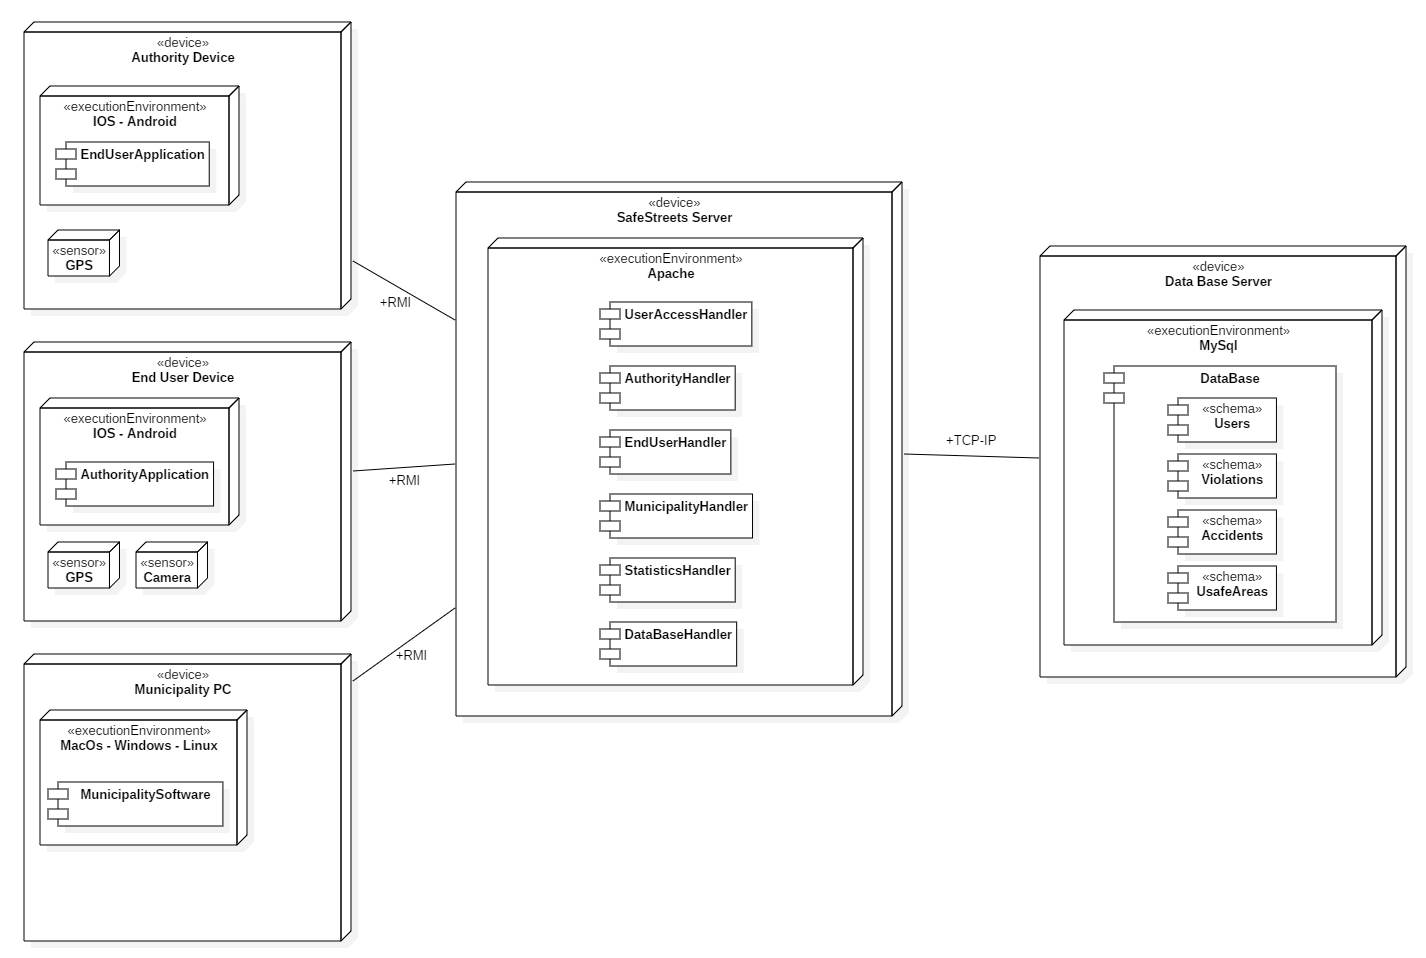 «device»
Authority Device
«executionEnvironment»
IOS - Android
EndUserApplication
«sensor»
GPS
+RMI
«device»
End User Device
«executionEnvironment»
IOS - Android
AuthorityApplication
«sensor»
GPS
«sensor»
Camera
+RMI
«device»
Municipality PC
«executionEnvironment»
MacOs - Windows - Linux
MunicipalitySoftware
+RMI
«device»
SafeStreets Server
«executionEnvironment»
Apache
UserAccessHandler
AuthorityHandler
EndUserHandler
MunicipalityHandler
StatisticsHandler
DataBaseHandler
+TCP-IP
«device»
Data Base Server
«executionEnvironment»
MySql
DataBase
«schema»
Users
«schema»
Violations
«schema»
Accidents
«schema»
UsafeAreas